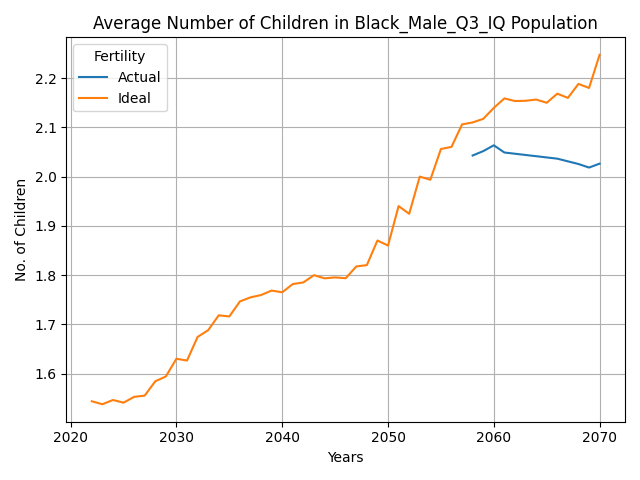 Average Number of Children in Black_Male_Q3_IQ Population
Fertility
Actual
Ideal
No. of Children
2.2
2.1
2.0
1.9
1.8
1.7
1.6
2020 2030 2040 2050 2060 2070
Years